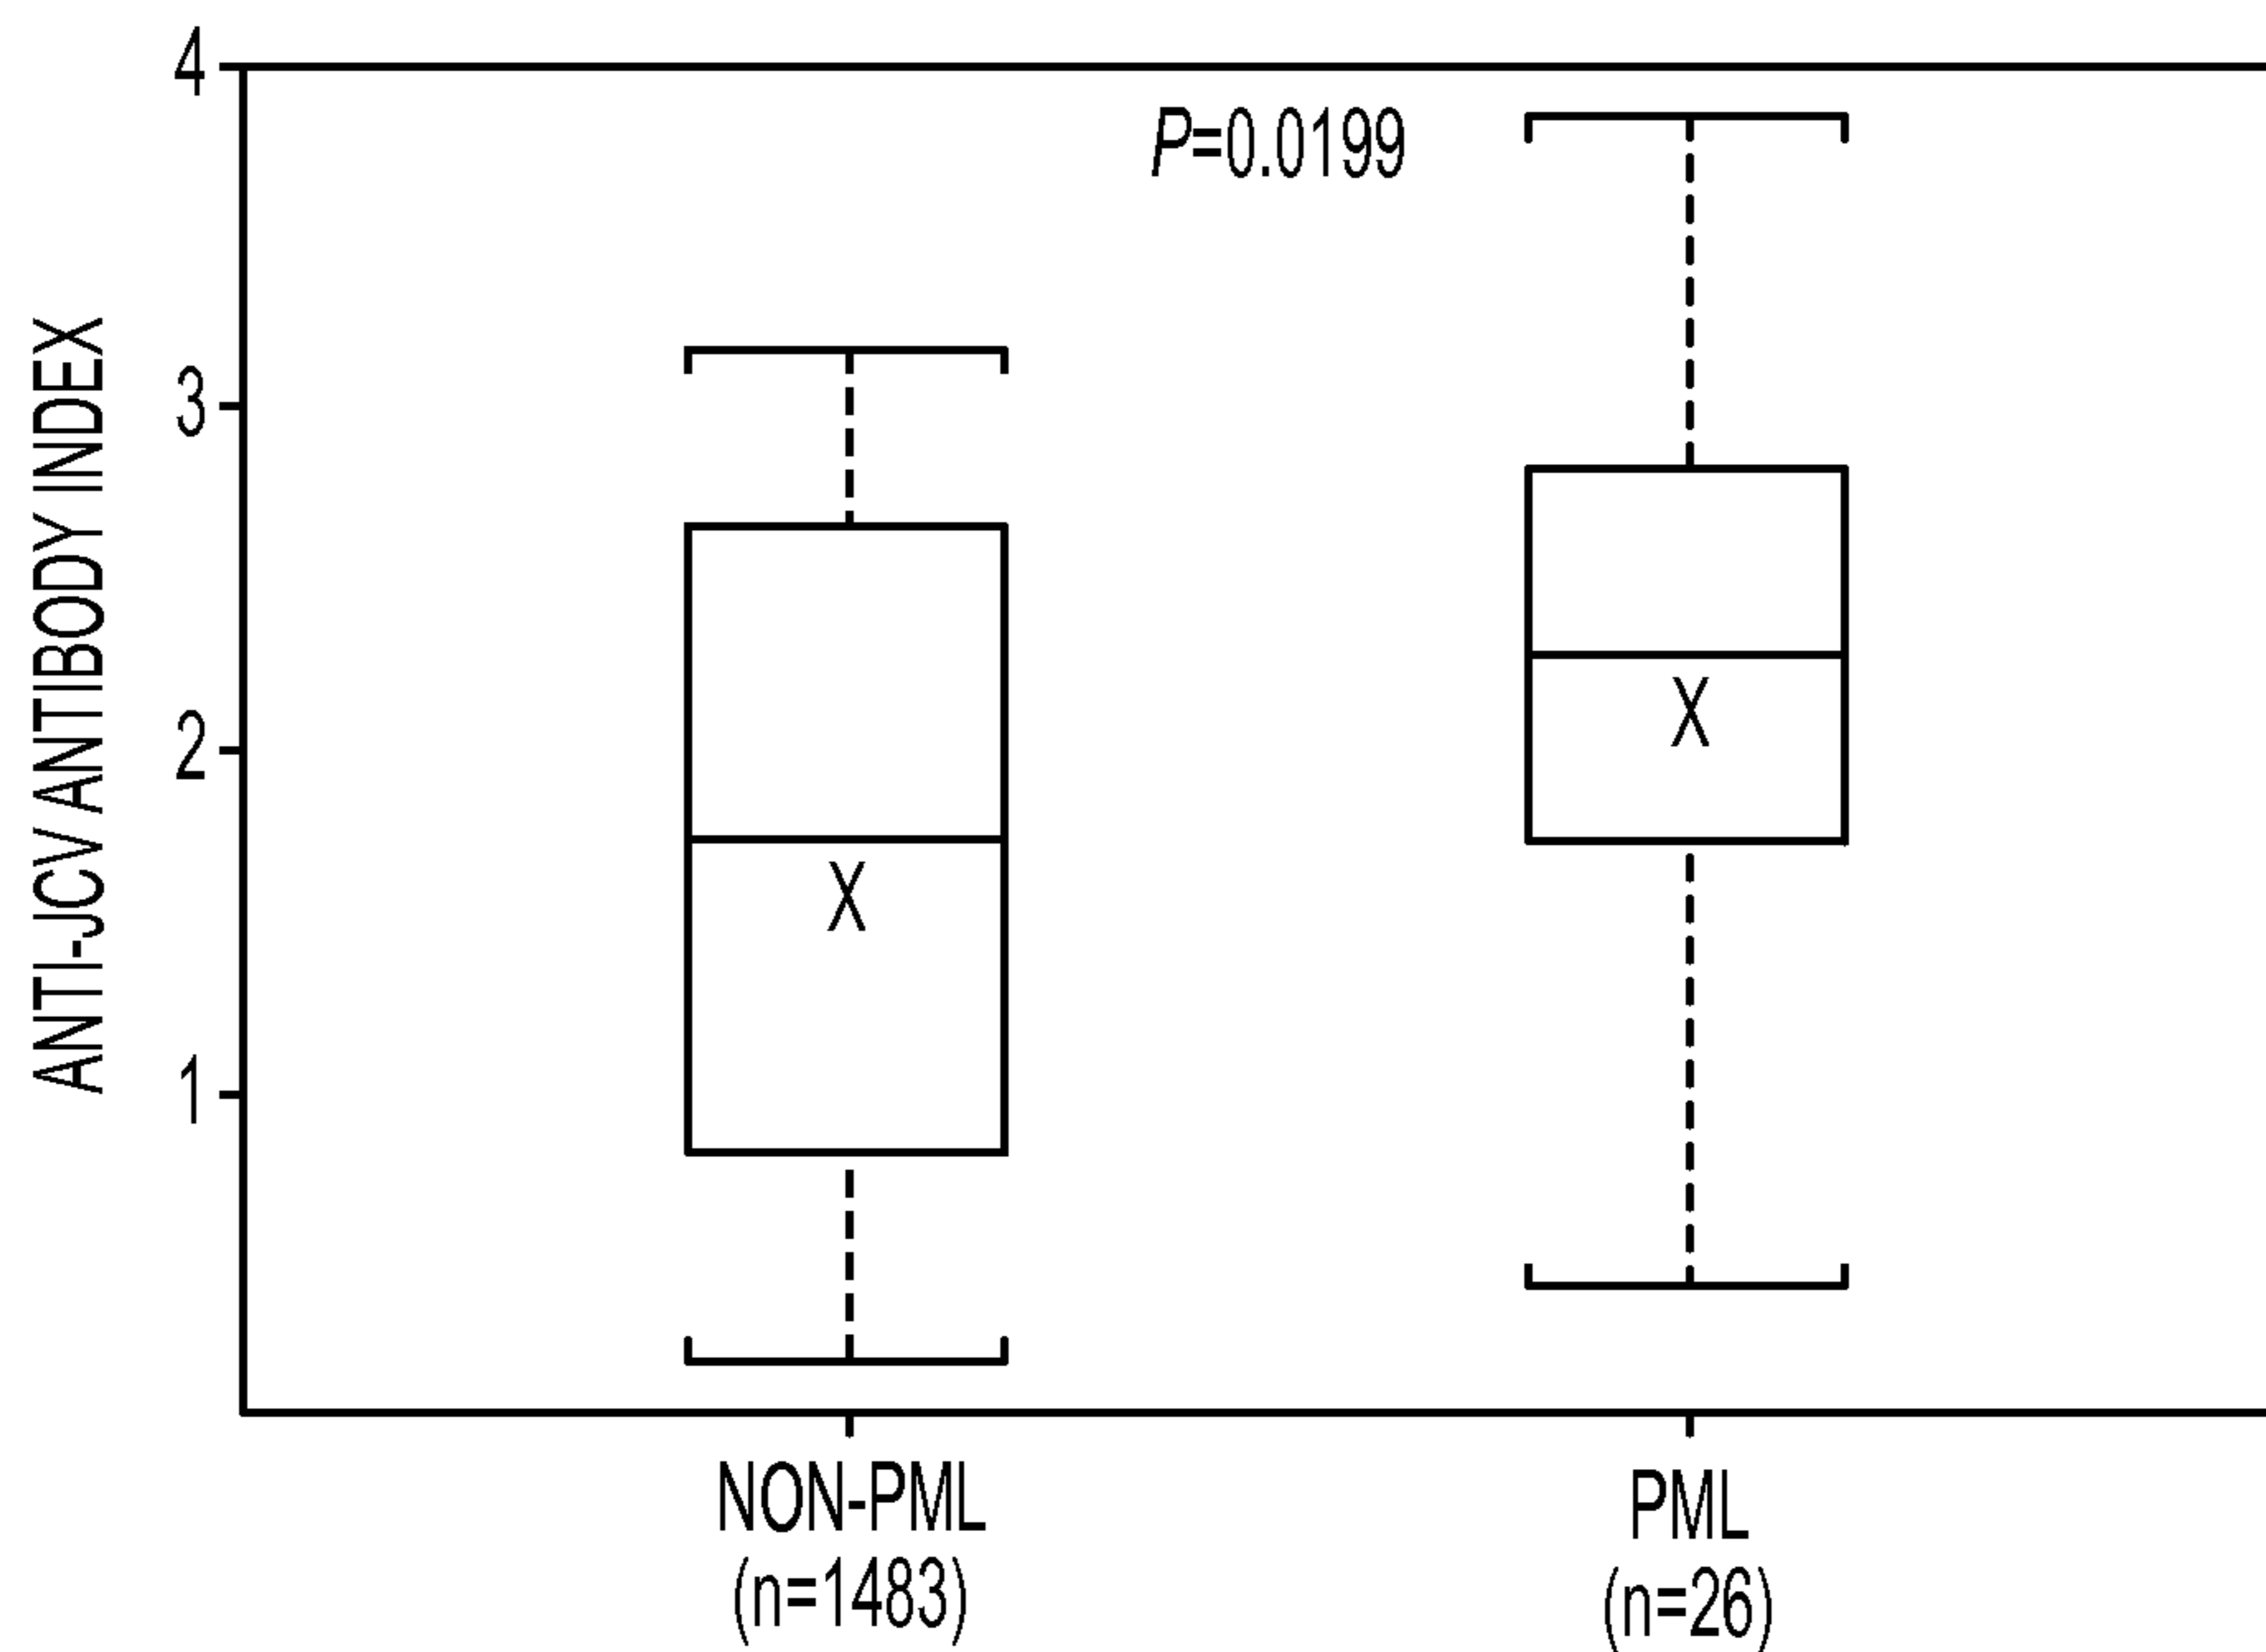 4
P=0.0199
3
ANTI-JCV ANTIBODY INDEX
2
X
X
1
NON-PML
(n=1483)
PML
(n=26)